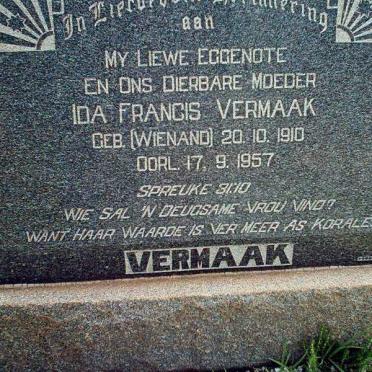 In Liefdevolle Herinnering
aan
MY LIEWE EGGENOTE
EN ONS DIERBARE MOEDER
IDA FRANCIS VERMAAK
GEB. (WIENAND) 20. 10. 1910
OORL. 17. 9. 1957
SPREUKE 31:10
WIE SAL 'N DEUGSAME VROU VIND?
WANT HAAR WAARDE IS VER MEER AS KORALE
VERMAAK